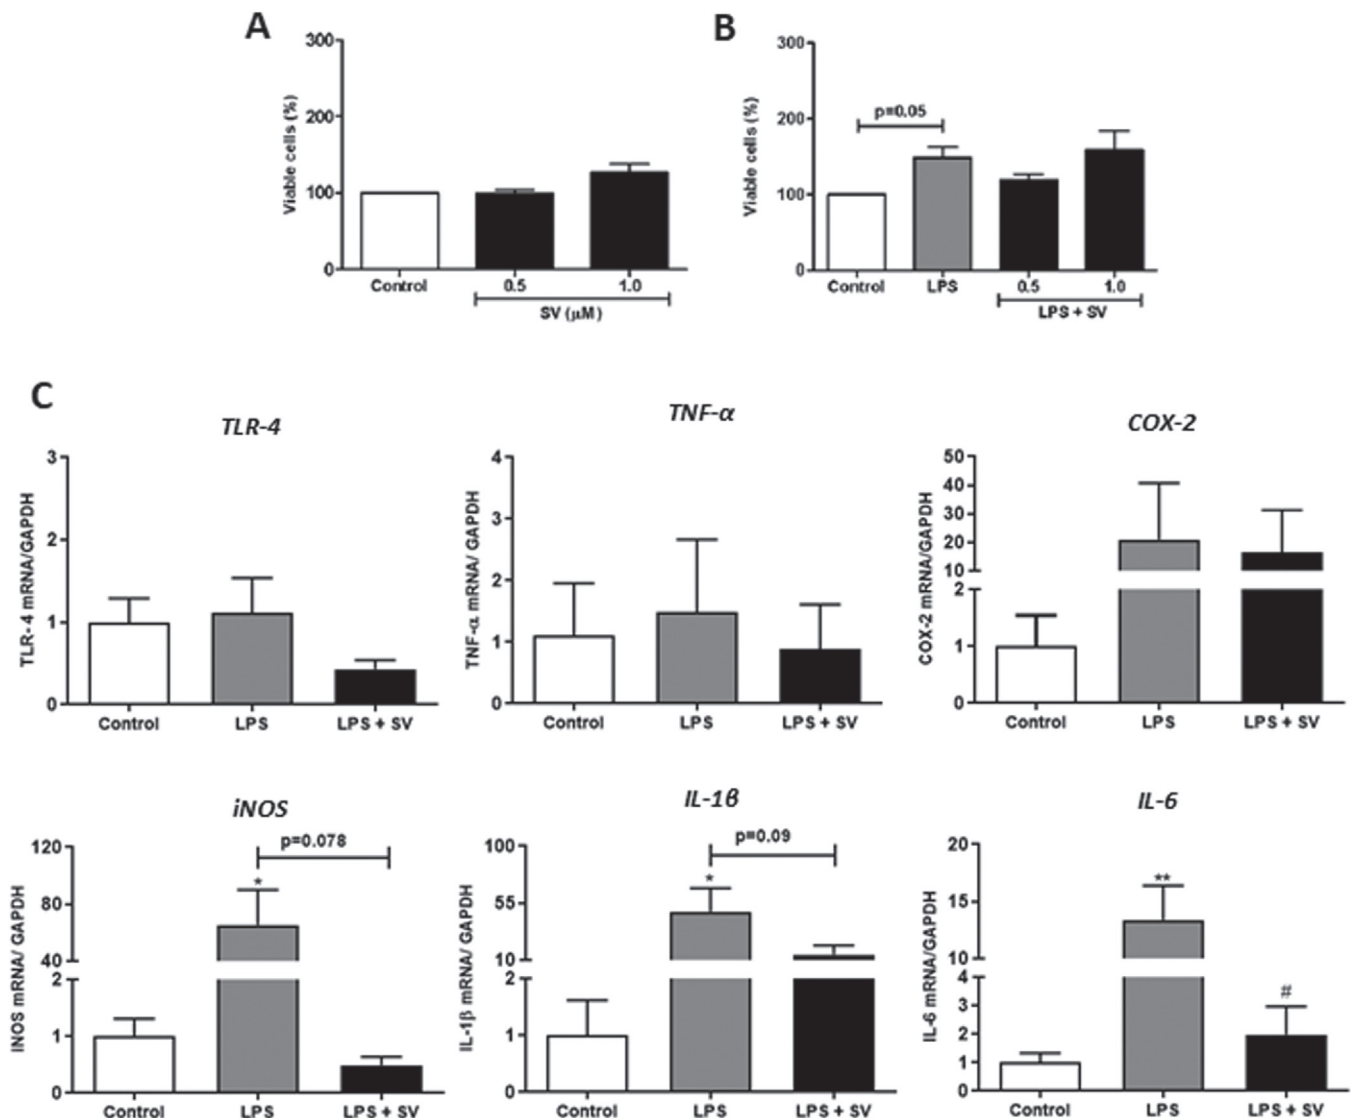 A
300
200
100
0
Viable cells (%)
Control
0.5
1.0
SV (μM)
B
300
200
100
0
Viable cells (%)
p=0.05
Control
LPS
0.5
1.0
LPS + SV
C
TLR-4
3
2
1
0
TLR-4 mRNA/GAPDH
Control
LPS
LPS + SV
TNF-α
4
3
2
1
0
TNF-α mRNA/ GAPDH
Control
LPS
LPS + SV
COX-2
50
40
30
20
10
2
1
0
COX-2 mRNA/GAPDH
Control
LPS
LPS + SV
iNOS
120
80
40
2
1
0
INOS mRNA/ GAPDH
p=0.078
*
Control
LPS
LPS + SV
IL-1β
100
55
10
2
1
0
IL-1β mRNA/ GAPDH
p=0.09
*
Control
LPS
LPS + SV
IL-6
20
15
10
4
3
2
1
0
IL-6 mRNA/GAPDH
**
#
Control
LPS
LPS + SV